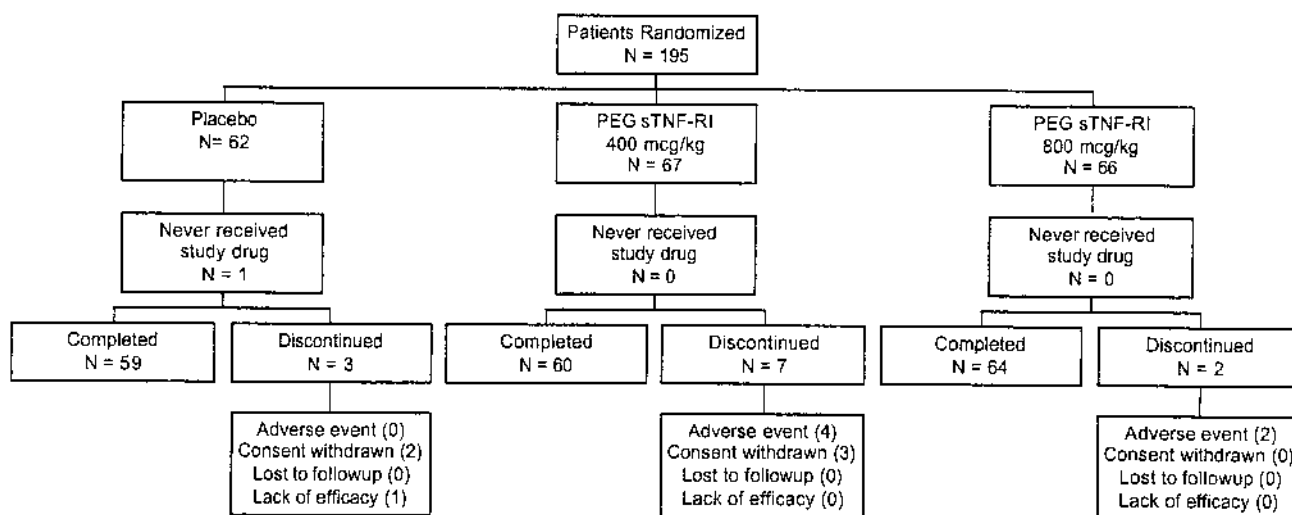 Patients Randomized
N = 195
Placebo
N= 62
PEG sTNF-RI
400 mcg/kg
N = 67
PEG sTNF-RI
800 mcg/kg
N = 66
Never received
study drug
N = 1
Never received
study drug
N = 0
Never received
study drug
N = 0
Completed
N = 59
Discontinued
N = 3
Completed
N = 60
Discontinued
N = 7
Completed
N = 64
Discontinued
N = 2
Adverse event (0)
Consent withdrawn (2)
Lost to followup (0)
Lack of efficacy (1)
Adverse event (4)
Consent withdrawn (3)
Lost to followup (0)
Lack of efficacy (0)
Adverse event (2)
Consent withdrawn (0)
Lost to followup (0)
Lack of efficacy (0)